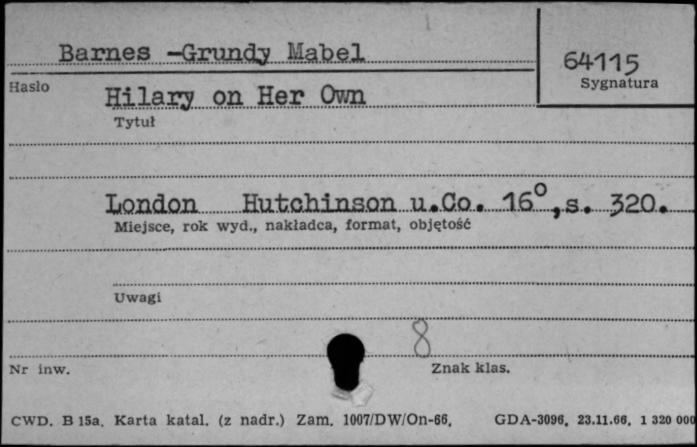 Barnes -Grundy Mabel
64115
Sygnatura
Hasło
Hilary on Her Own
Tytuł
London Hutchinson u.Co. 16°,s. 320.
Miejsce, rok wyd., nakładca, format, objętość
Uwagi
8
Nr inw.
Znak klas.
CWD. B 15a. Karta katal. (z nadr.) Zam. 1007/DW/On-66. GDA-3096. 23.11.66. 1 320 000